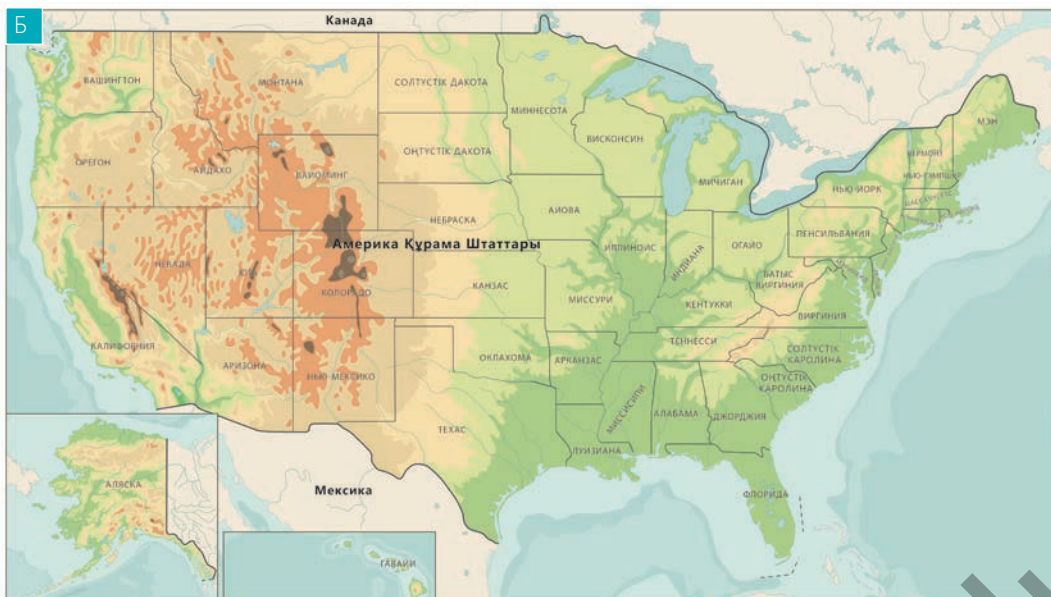 Б
Канада
ВАШИНГТОН
МОНТАНА
СОЛТҮСТІК ДАКОТА
МИННЕСОТА
ВИСКОНСИН
МИЧИГАН
МЭН
ВЕРМОНТ
НЬЮ-ГЭМПШИР
НЬЮ-ЙОРК
ОРЕГОН
АЙДАХО
ВАЙОМИНГ
ОҢТҮСТІК ДАКОТА
НЕБРАСКА
АЙОВА
ИЛЛИНОЙС
ИНДИАНА
ОГАЙО
ПЕНСИЛЬВАНИЯ
Америка Құрама Штаттары
НЕВАДА
ЮТА
КОЛОРАДО
КАНЗАС
МИССУРИ
КЕНТУККИ
БАТЫС
ВИРГИНИЯ
ВИРГИНИЯ
КАЛИФОРНИЯ
АРИЗОНА
НЬЮ-МЕКСИКО
ОКЛАХОМА
АРКАНЗАС
ТЕННЕССИ
СОЛТҮСТІК
КАРОЛИНА
ОҢТҮСТІК
КАРОЛИНА
ТЕХАС
ЛУИЗИАНА
МИССИСИПИ
АЛАБАМА
ДЖОРДЖИЯ
ФЛОРИДА
Мексика
АЛЯСКА
ГАВАЙИ